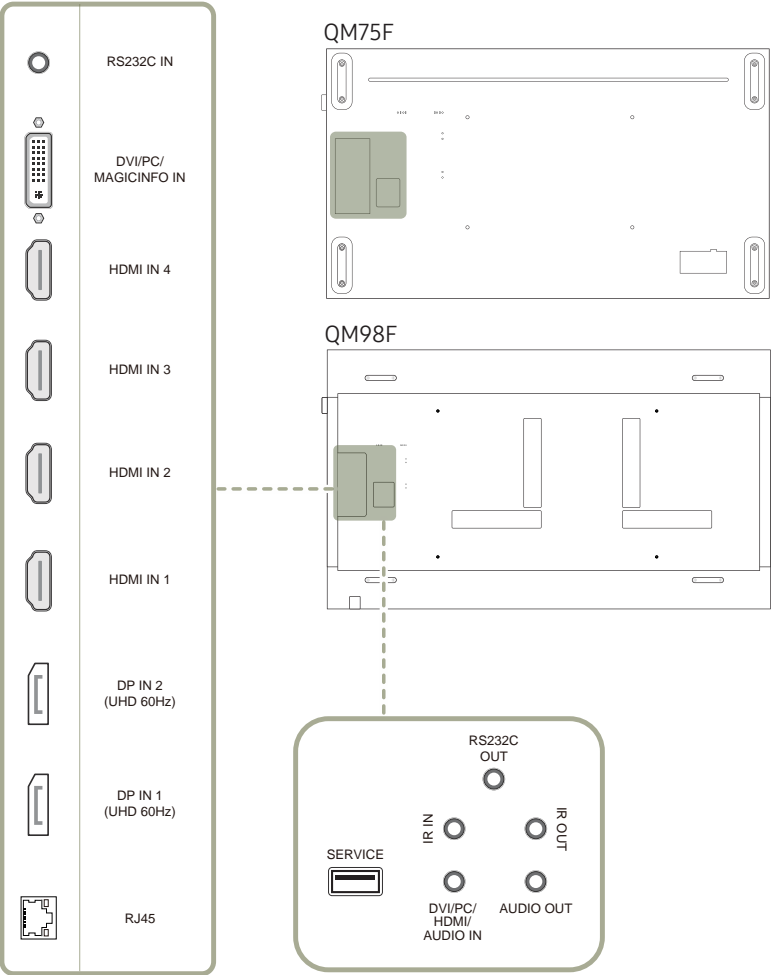 RS232C IN
DVI/PC/
MAGICINFO IN
HDMI IN 4
HDMI IN 3
HDMI IN 2
HDMI IN 1
DP IN 2
(UHD 60Hz)
DP IN 1
(UHD 60Hz)
RJ45
QM75F
QM98F
RS232C
OUT
IR IN
IR OUT
SERVICE
DVI/PC/
HDMI/
AUDIO IN
AUDIO OUT